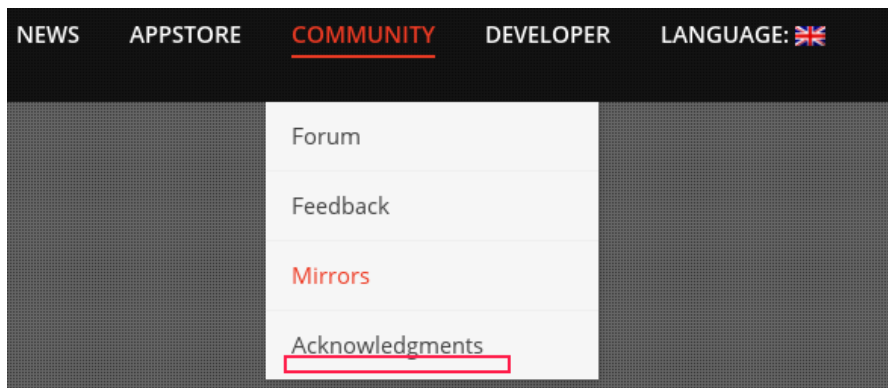 NEWS APPSTORE COMMUNITY DEVELOPER LANGUAGE:
Forum
Feedback
Mirrors
Acknowledgments